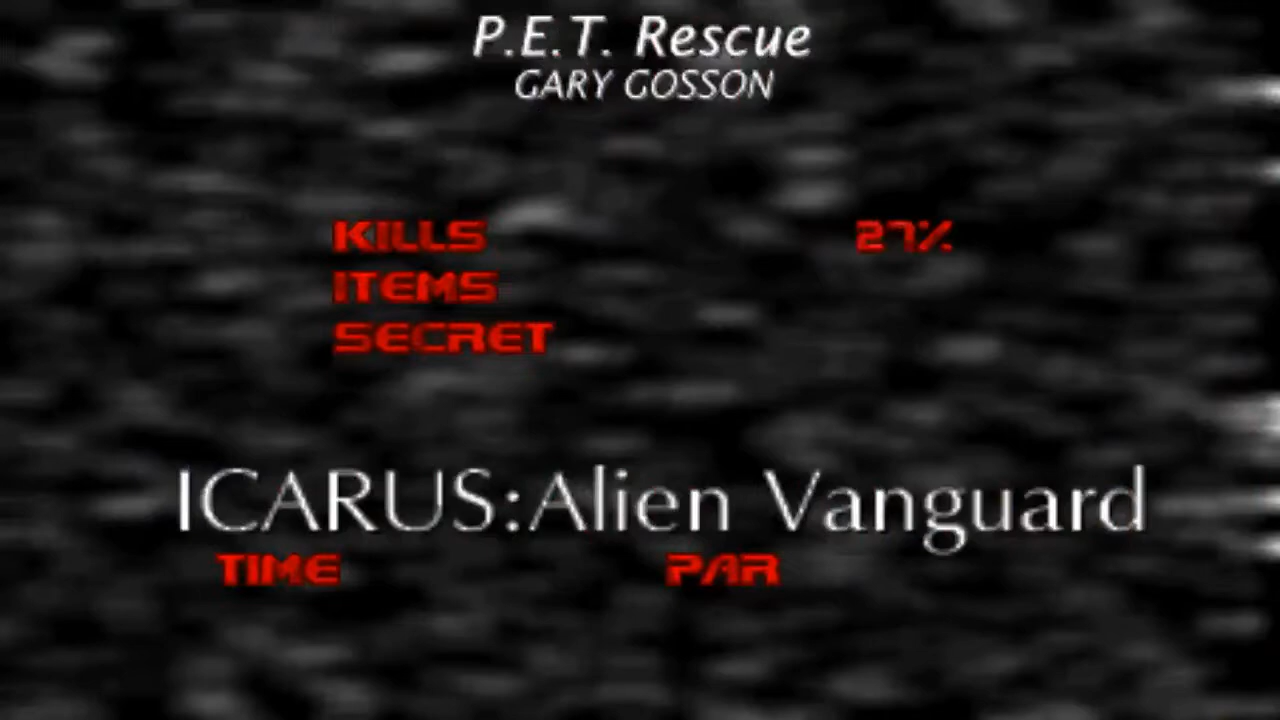 P.E.T. Rescue
GARY GOSSON
KILLS 27%
ITEMS
SECRET
ICARUS:Alien Vanguard
TIME PAR